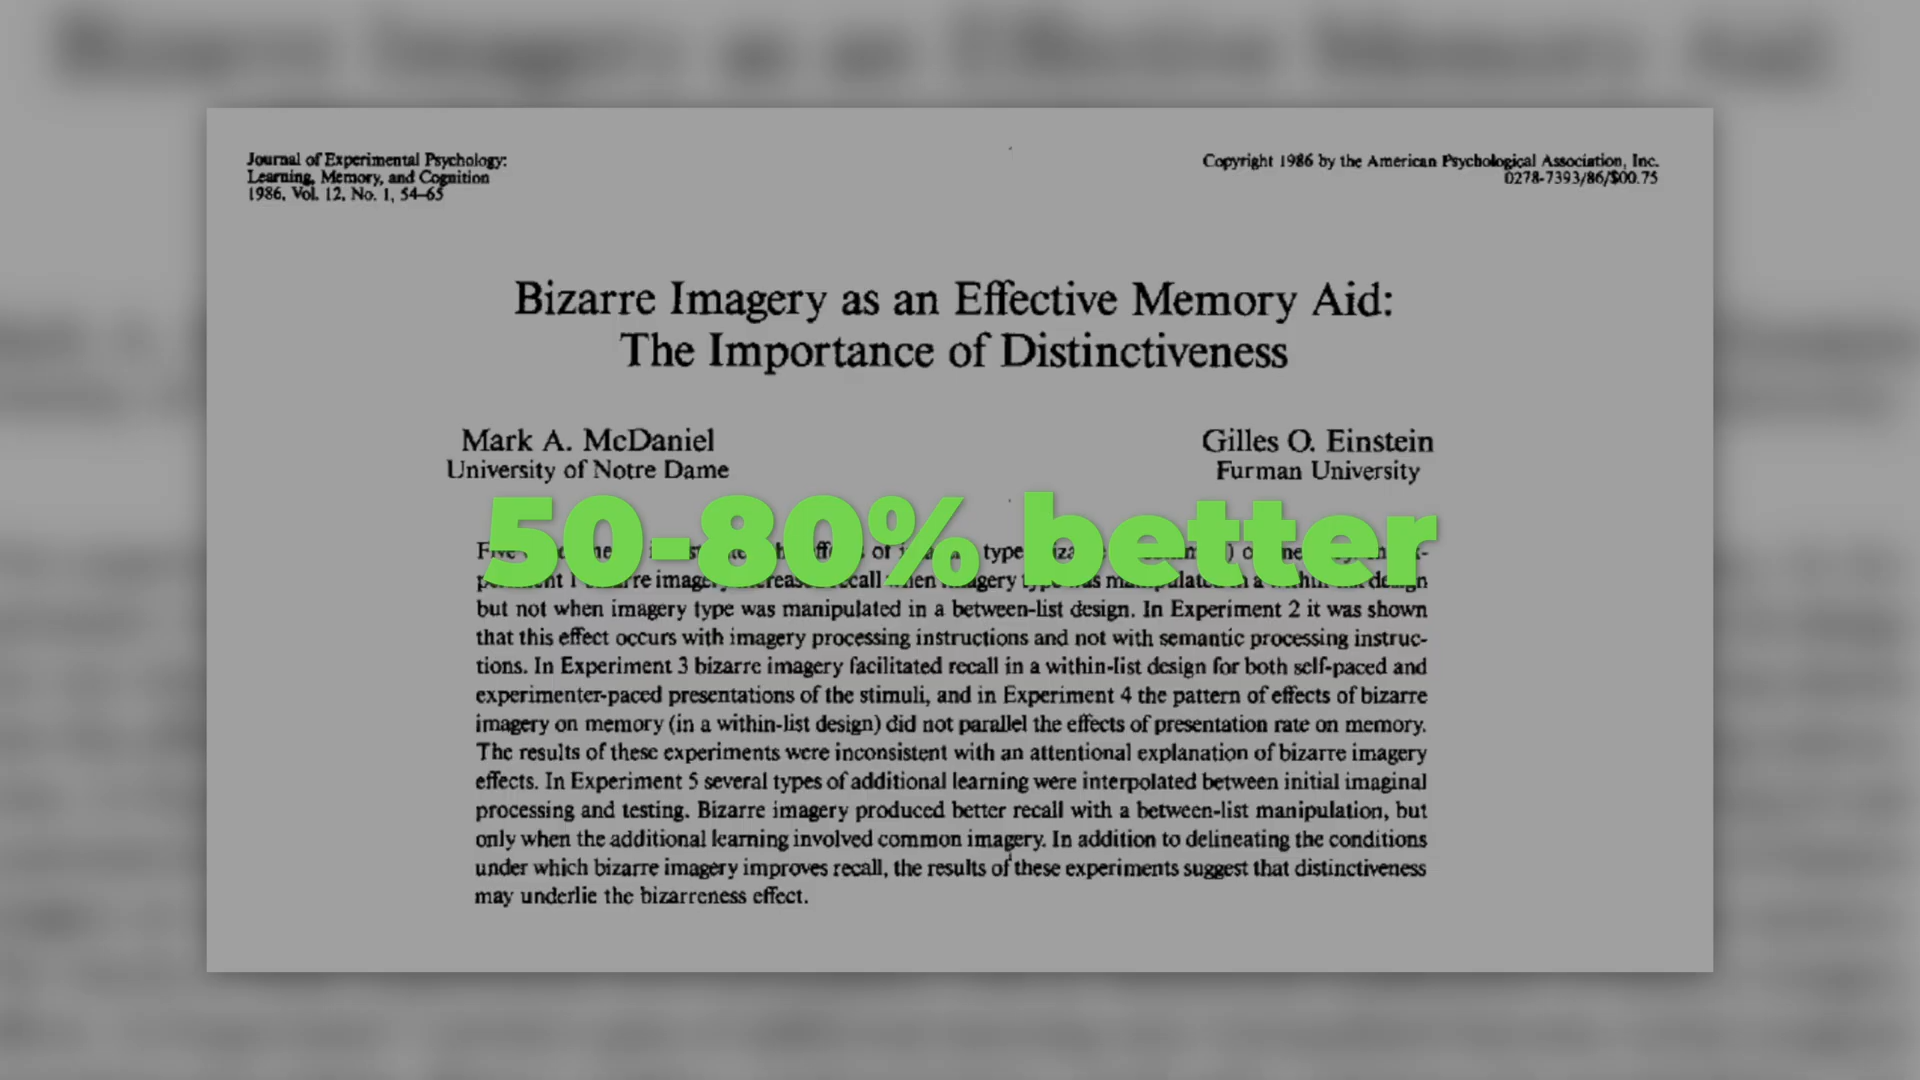 Bizarre Imagery as an Effective Memory Aid:
Journal of Experimental Psychology:
Learning, Memory, and Cognition
1986, Vol. 12, No. 1, 54–65
Copyright 1986 by the American Psychological Association, Inc.
0278-7393/86/$00.75
Bizarre Imagery as an Effective Memory Aid:
The Importance of Distinctiveness
Mark A. McDaniel
University of Notre Dame
Gilles O. Einstein
Furman University
50-80% better
of type
imagery
but not when imagery type was manipulated in a between-list design. In Experiment 2 it was shown
that this effect occurs with imagery processing instructions and not with semantic processing instruc-
tions. In Experiment 3 bizarre imagery facilitated recall in a within-list design for both self-paced and
experimenter-paced presentations of the stimuli, and in Experiment 4 the pattern of effects of bizarre
imagery on memory (in a within-list design) did not parallel the effects of presentation rate on memory.
The results of these experiments were inconsistent with an attentional explanation of bizarre imagery
effects. In Experiment 5 several types of additional learning were interpolated between initial imaginal
processing and testing. Bizarre imagery produced better recall with a between-list manipulation, but
only when the additional learning involved common imagery. In addition to delineating the conditions
under which bizarre imagery improves recall, the results of these experiments suggest that distinctiveness
may underlie the bizarreness effect.